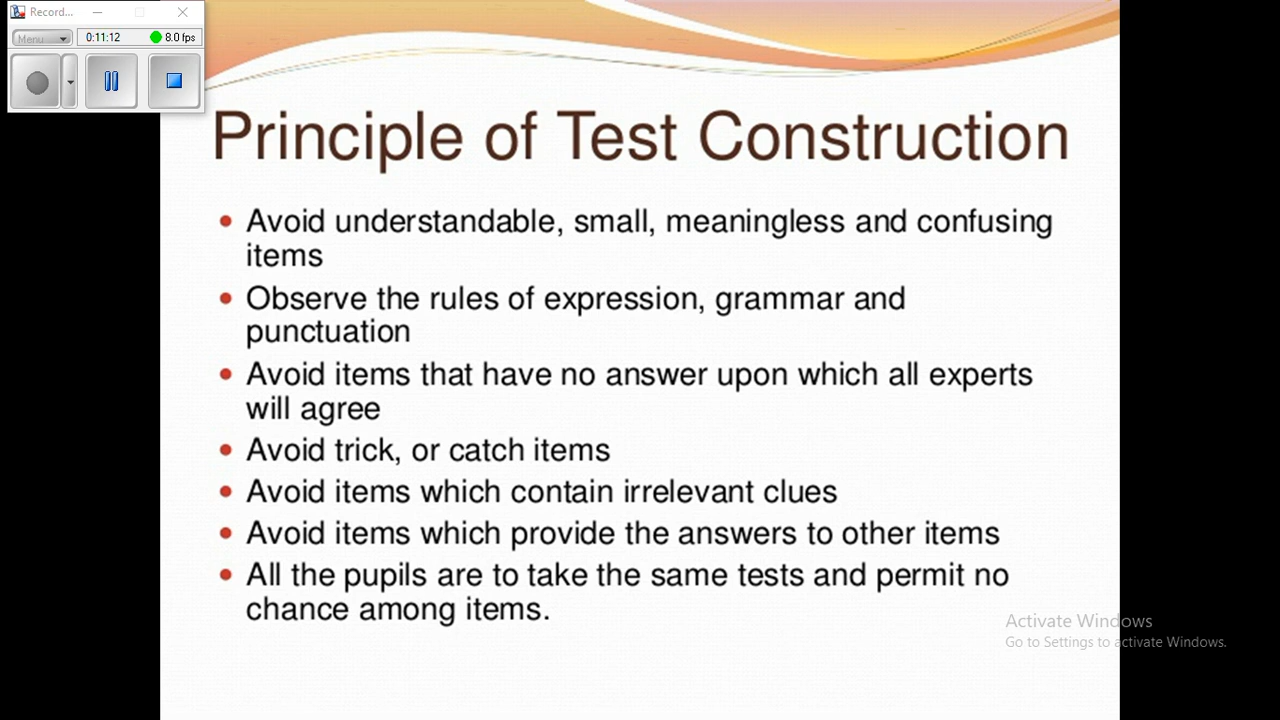 Record...
Menu
0:11:12
8.0 fps
Principle of Test Construction
• Avoid understandable, small, meaningless and confusing
items
• Observe the rules of expression, grammar and
punctuation
• Avoid items that have no answer upon which all experts
will agree
• Avoid trick, or catch items
• Avoid items which contain irrelevant clues
• Avoid items which provide the answers to other items
• All the pupils are to take the same tests and permit no
chance among items.
Activate Windows
Go to Settings to activate Windows.